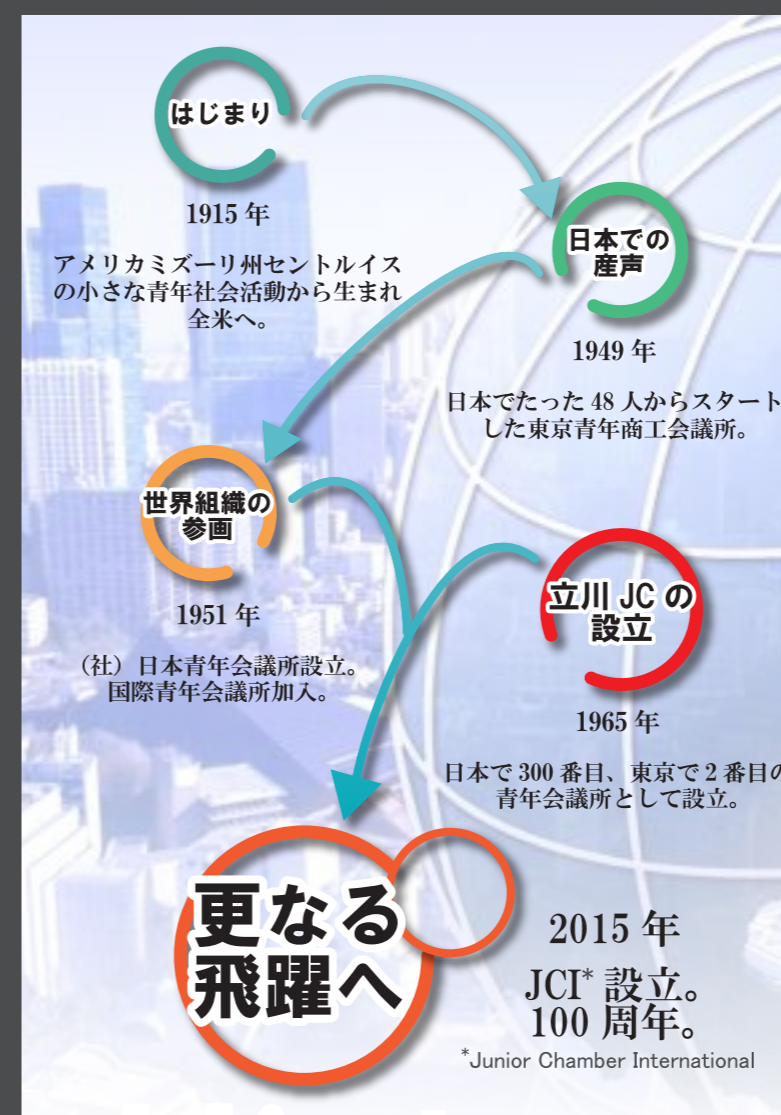 はじまり
1915 年
アメリカミズーリ州セントルイス
の小さな青年社会活動から生まれ
全米へ。
日本での
産声
1949 年
日本でたった 48 人からスタート
した東京青年商工会議所。
世界組織の
参画
1951 年
（社）日本青年会議所設立。
国際青年会議所加入。
立川 JC の
設立
1965 年
日本で 300 番目、東京で 2 番目の
青年会議所として設立。
更なる
飛躍へ
2015 年
JCI* 設立。
100 周年。
*Junior Chamber International